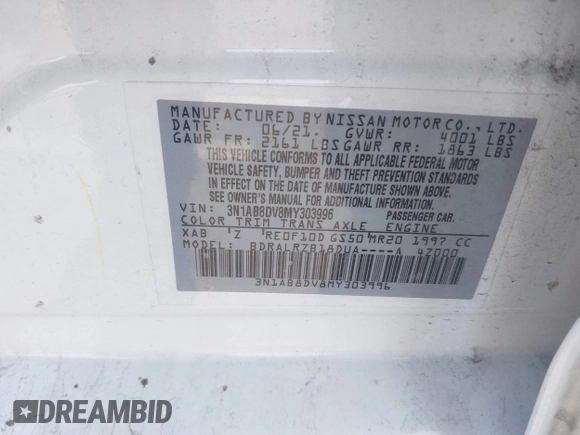 MANUFACTURED BY NISSAN MOTOR CO., LTD.
DATE: 06/21. GVWR: 4001 LBS
GAWR FR: 2161 LBS GAWR RR: 1863 LBS
THIS VEHICLE CONFORMS TO ALL APPLICABLE FEDERAL MOTOR
VEHICLE SAFETY, BUMPER AND THEFT PREVENTION STANDARDS
IN EFFECT ON THE DATE OF MANUFACTURE SHOWN ABOVE.
SEE OWNER'S MANUAL FOR ADDITIONAL INFORMATION.
VIN: 3N1AB8DV8MY303996 PASSENGER CAR.
COLOR TRIM TRANS AXLE ENGINE
XAB Z RE0F10D GS50 MR20 1997 CC
MODEL: BDRALRZB18DUA----A 4Z000
3N1AB8DV8MY303996
DREAMBID